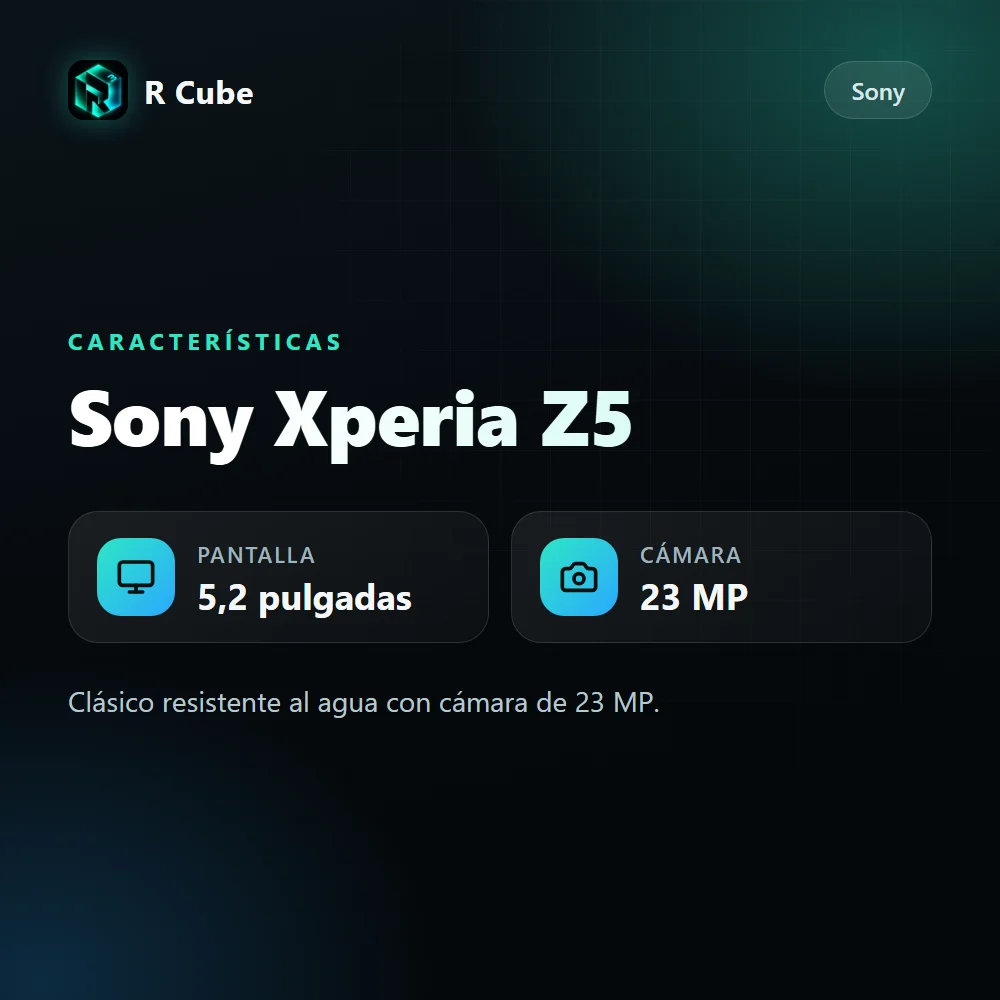 R Cube
Sony
CARACTERÍSTICAS
Sony Xperia Z5
PANTALLA
5,2 pulgadas
CÁMARA
23 MP
Clásico resistente al agua con cámara de 23 MP.